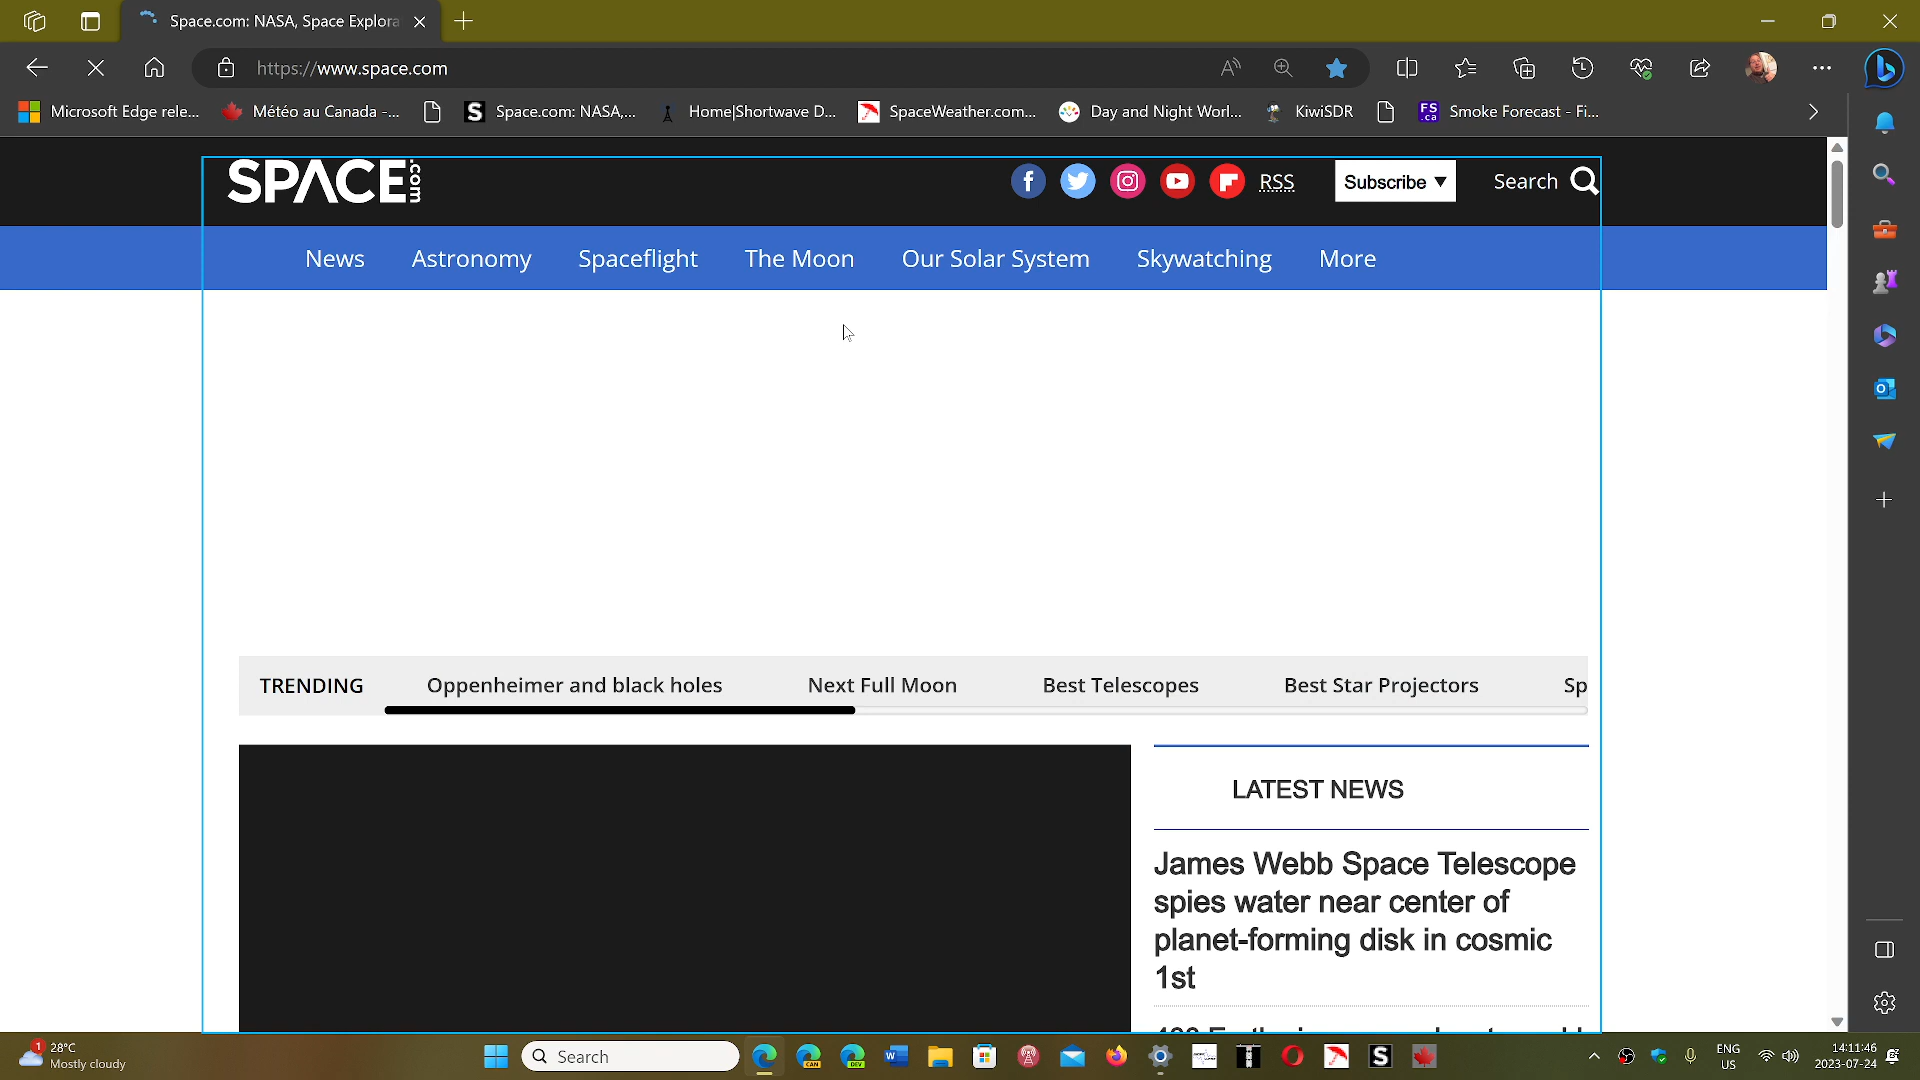 Space.com: NASA, Space Explora
https://www.space.com
Microsoft Edge rele... Météo au Canada -... Space.com: NASA,... Home|Shortwave D... SpaceWeather.com... Day and Night Worl... KiwiSDR Smoke Forecast - Fi...
SPACE.com RSS Subscribe ▼ Search
News Astronomy Spaceflight The Moon Our Solar System Skywatching More
TRENDING Oppenheimer and black holes Next Full Moon Best Telescopes Best Star Projectors Sp
LATEST NEWS
James Webb Space Telescope
spies water near center of
planet-forming disk in cosmic
1st
1 28°C
Mostly cloudy
Search
CAN
DEV
ENG
US
14:11:46
2023-07-24